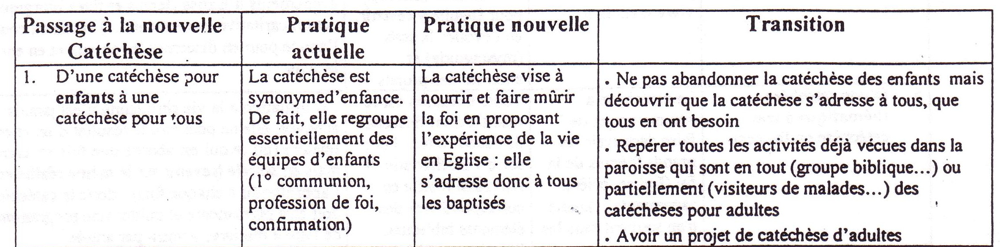 Passage à la nouvelle
Catéchèse
Pratique
actuelle
Pratique nouvelle
Transition
1. D'une catéchèse pour
enfants à une
catéchèse pour tous
La catéchèse est
synonymed'enfance.
De fait, elle regroupe
essentiellement des
équipes d'enfants
(1° communion,
profession de foi,
confirmation)
La catéchèse vise à
nourrir et faire mûrir
la foi en proposant
l'expérience de la vie
en Eglise : elle
s'adresse donc à tous
les baptisés
. Ne pas abandonner la catéchèse des enfants mais
découvrir que la catéchèse s'adresse à tous, que
tous en ont besoin
. Repérer toutes les activités déjà vécues dans la
paroisse qui sont en tout (groupe biblique...) ou
partiellement (visiteurs de malades...) des
catéchèses pour adultes
. Avoir un projet de catéchèse d'adultes